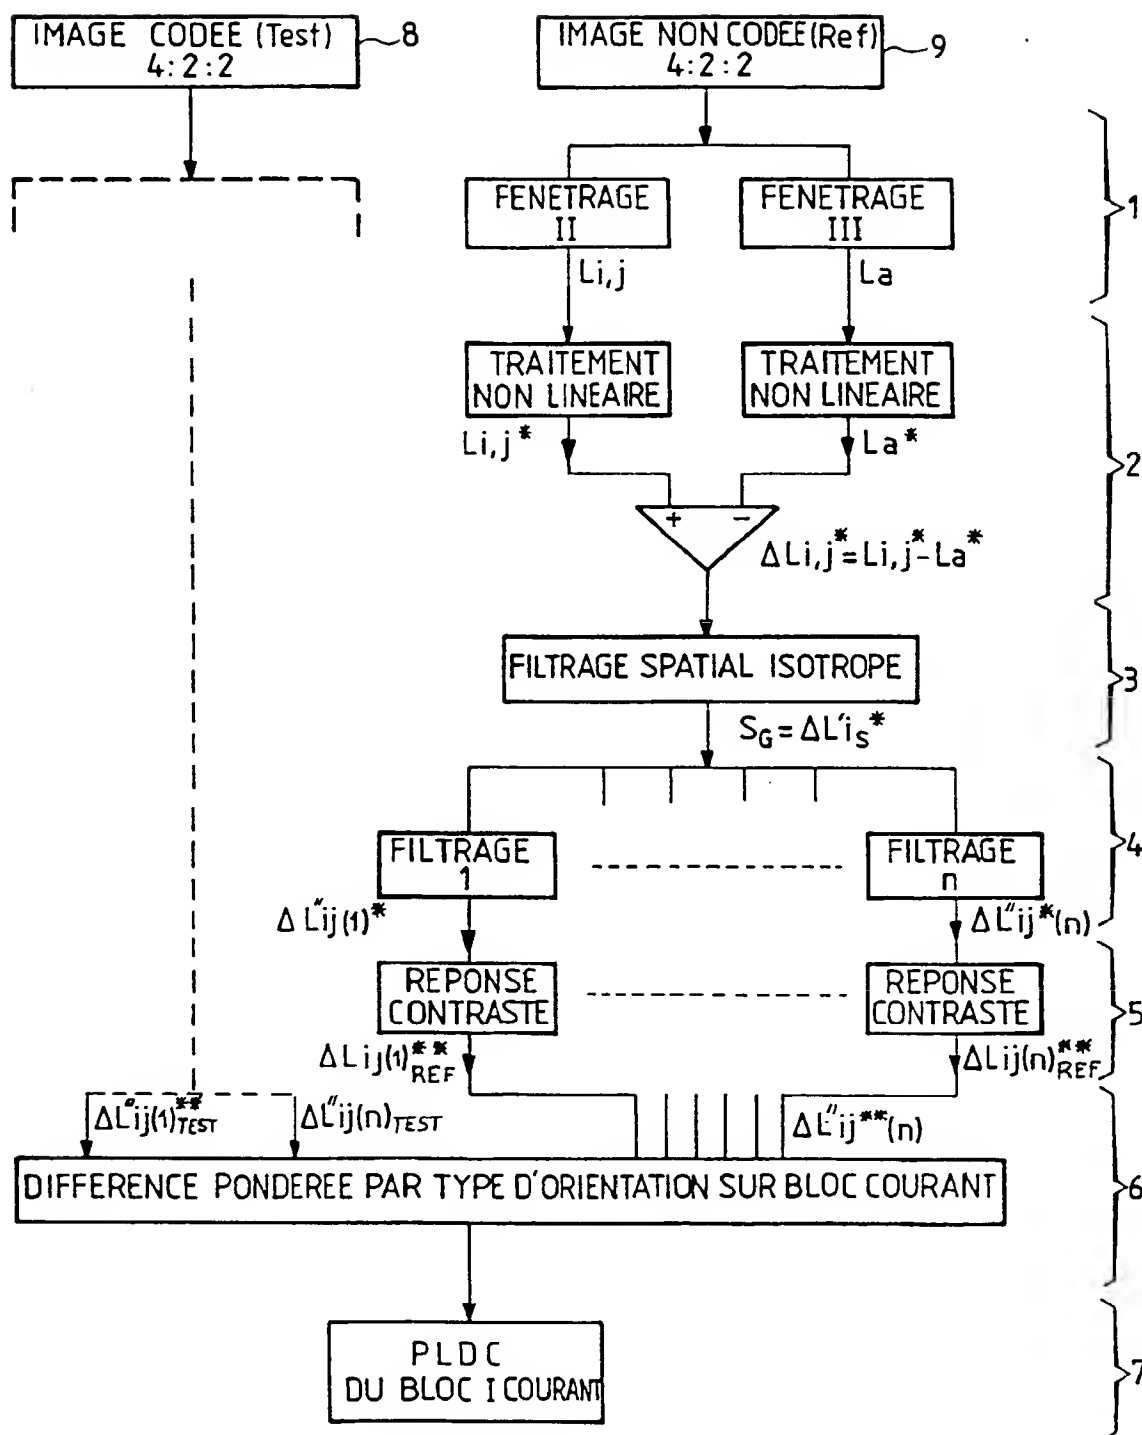 IMAGE CODEE (Test)
4:2:2
8
IMAGE NON CODEE (Ref)
4:2:2
9
FENETRAGE
II
FENETRAGE
III
1
Li,j
La
TRAITEMENT
NON LINEAIRE
TRAITEMENT
NON LINEAIRE
Li,j*
La*
2
+ −
ΔLi,j* = Li,j* - La*
FILTRAGE SPATIAL ISOTROPE
3
S_G = ΔL'i_S*
FILTRAGE
1
FILTRAGE
n
4
ΔL"ij(1)*
ΔL"ij*(n)
REPONSE
CONTRASTE
REPONSE
CONTRASTE
5
ΔLij(1)**REF
ΔLij(n)**REF
ΔL"ij(1)**TEST
ΔL"ij(n)TEST
ΔL"ij**(n)
DIFFERENCE PONDEREE PAR TYPE D'ORIENTATION SUR BLOC COURANT
6
PLDC
DU BLOC I COURANT
7